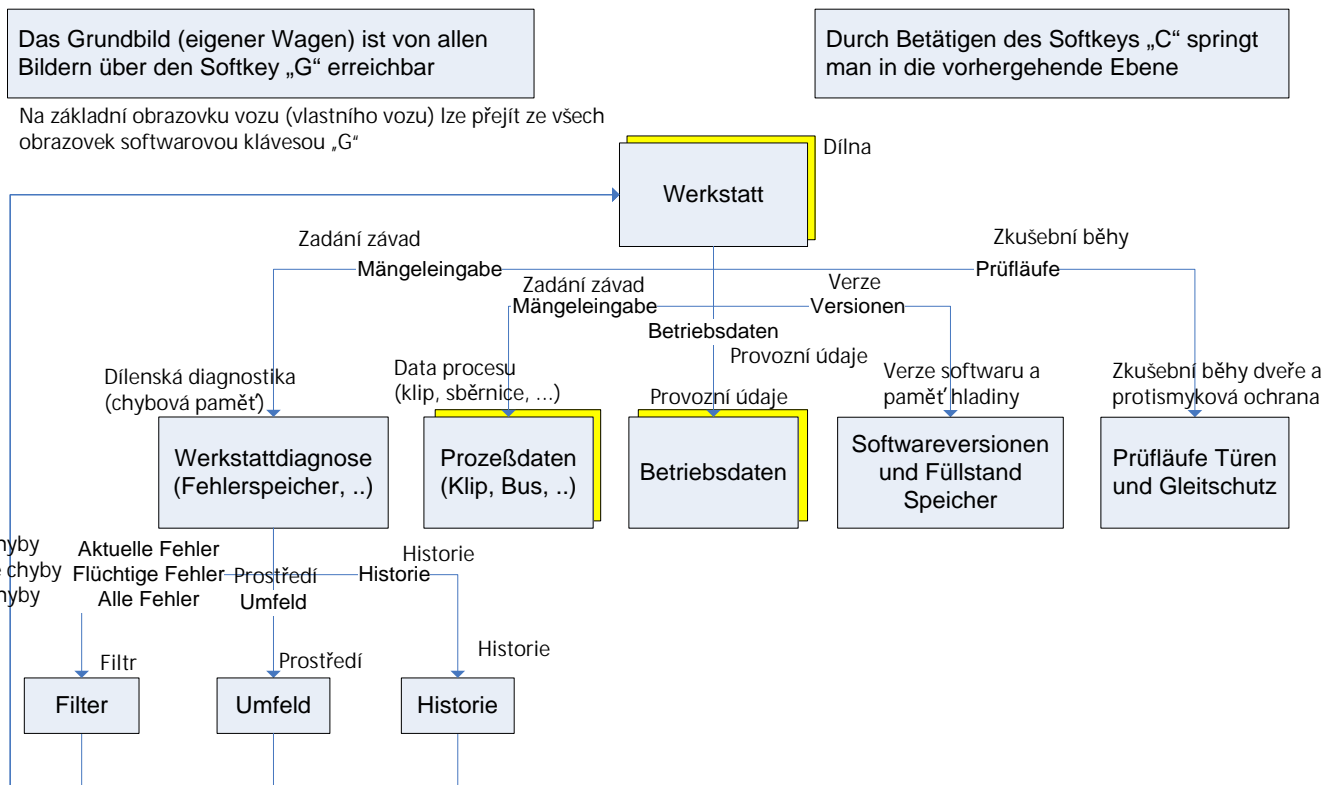 Das Grundbild (eigener Wagen) ist von allen
Bildern über den Softkey „G“ erreichbar
Durch Betätigen des Softkeys „C“ springt
man in die vorhergehende Ebene
Na základní obrazovku vozu (vlastního vozu) lze přejít ze všech
obrazovek softwarovou klávesou „G“
Dílna
Werkstatt
Zadání závad
Mängeleingabe
Zkušební běhy
Prüfläufe
Zadání závad
Mängeleingabe
Verze
Versionen
Betriebsdaten
Provozní údaje
Dílenská diagnostika
(chybová paměť)
Data procesu
(klip, sběrnice, ...)
Provozní údaje
Verze softwaru a
paměť hladiny
Zkušební běhy dveře a
protismyková ochrana
Werkstattdiagnose
(Fehlerspeicher, ..)
Prozeßdaten
(Klip, Bus, ..)
Betriebsdaten
Softwareversionen
und Füllstand
Speicher
Prüfläufe Türen
und Gleitschutz
chyby
chyby
Aktuelle Fehler
Flüchtige Fehler
Alle Fehler
Prostředí
Umfeld
Historie
Historie
Filtr
Prostředí
Historie
Filter
Umfeld
Historie